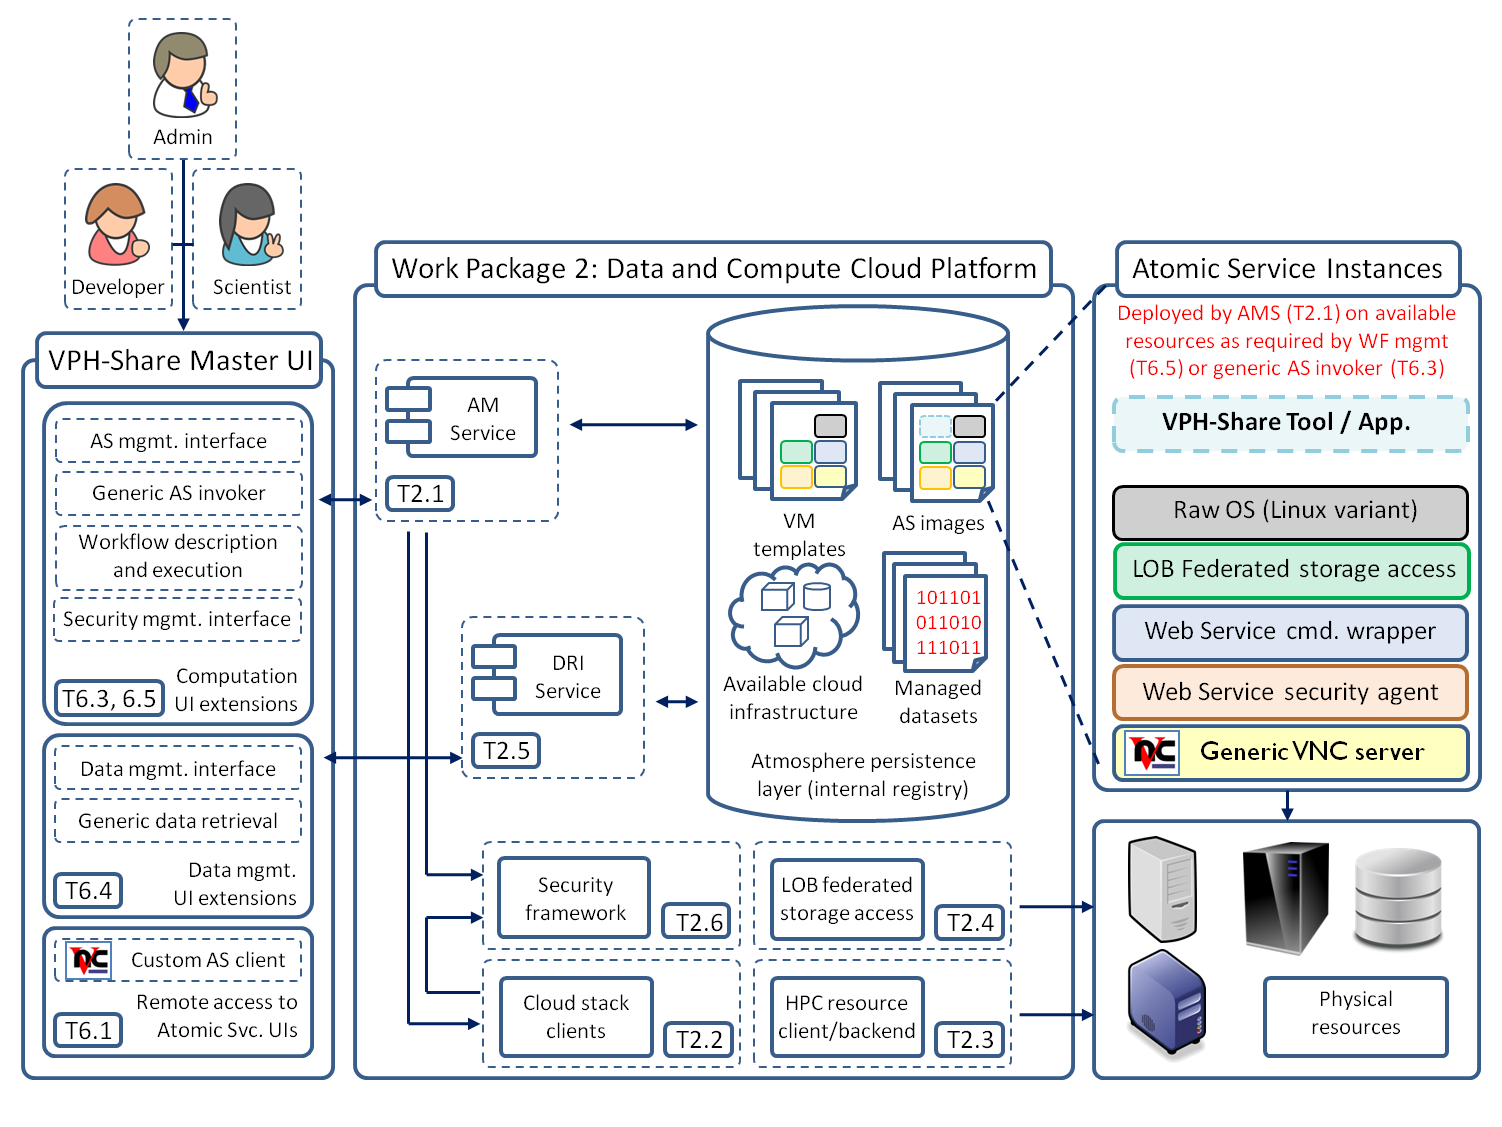 Admin
Developer
Scientist
VPH-Share Master UI
AS mgmt. interface
Generic AS invoker
Workflow description
and execution
Security mgmt. interface
T6.3, 6.5
Computation
UI extensions
Data mgmt. interface
Generic data retrieval
T6.4
Data mgmt.
UI extensions
VNC
Custom AS client
T6.1
Remote access to
Atomic Svc. UIs
Work Package 2: Data and Compute Cloud Platform
AM
Service
T2.1
DRI
Service
T2.5
VM
templates
AS images
Available cloud
infrastructure
101101
011010
111011
Managed
datasets
Atmosphere persistence
layer (internal registry)
Security
framework
T2.6
LOB federated
storage access
T2.4
Cloud stack
clients
T2.2
HPC resource
client/backend
T2.3
Atomic Service Instances
Deployed by AMS (T2.1) on available
resources as required by WF mgmt
(T6.5) or generic AS invoker (T6.3)
VPH-Share Tool / App.
Raw OS (Linux variant)
LOB Federated storage access
Web Service cmd. wrapper
Web Service security agent
VNC
Generic VNC server
Physical
resources